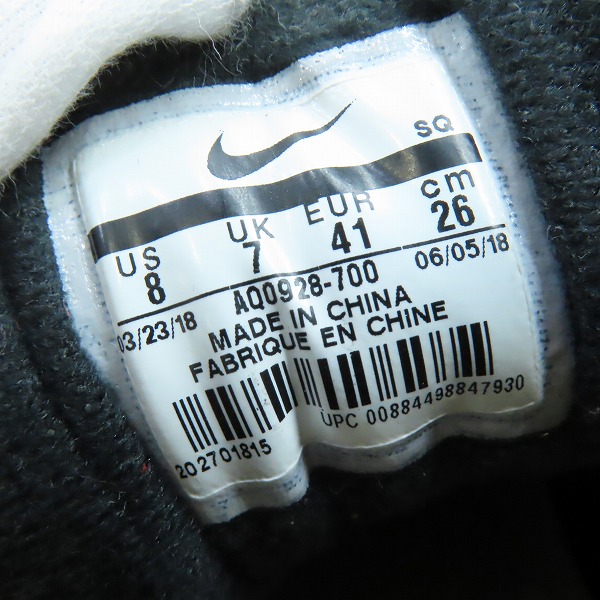 SQ
US UK EUR cm
8 7 41 26
03/23/18 AQ0928-700 06/05/18
MADE IN CHINA
FABRIQUE EN CHINE
202701815 UPC 00884498847930